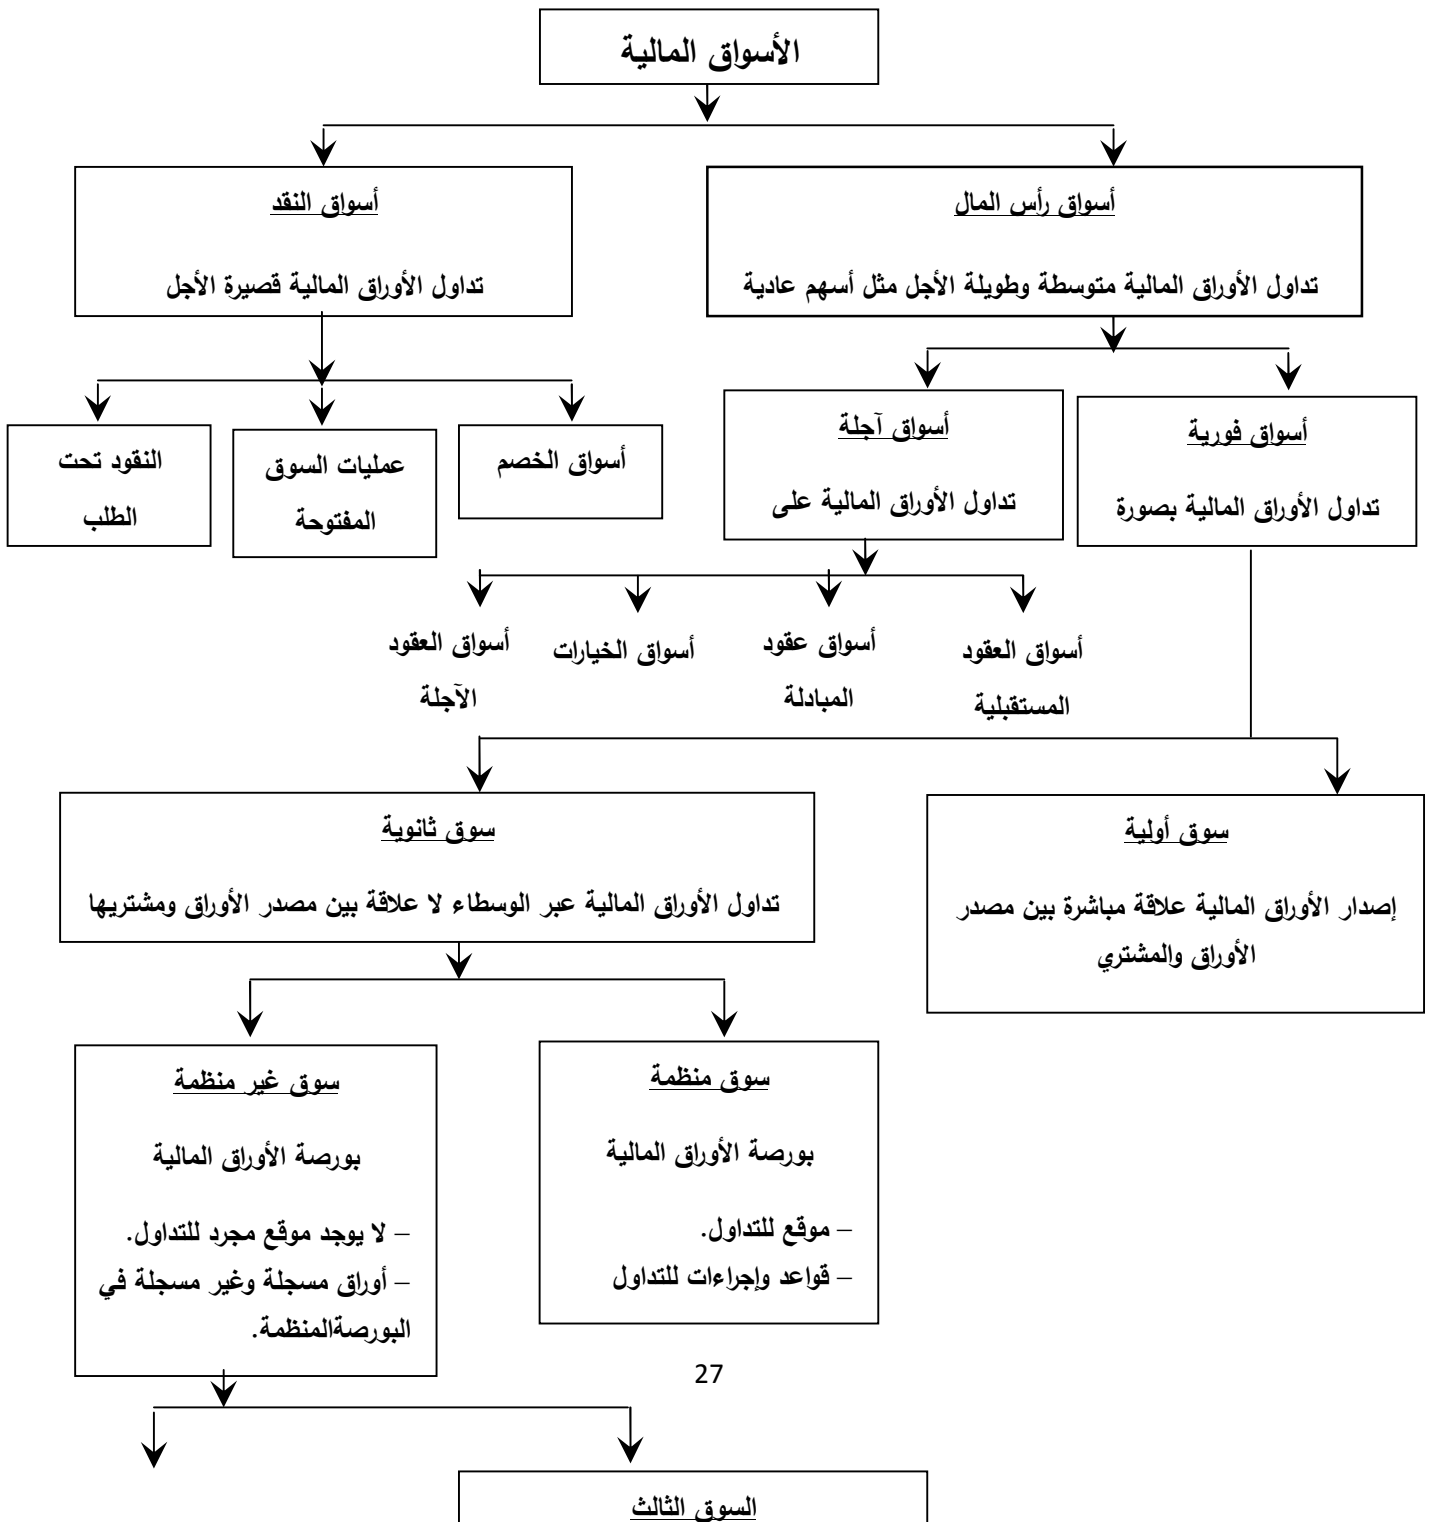 الأسواق المالية
أسواق رأس المال
تداول الأوراق المالية متوسطة وطويلة الأجل مثل أسهم عادية
أسواق النقد
تداول الأوراق المالية قصيرة الأجل
أسواق فورية
تداول الأوراق المالية بصورة
أسواق آجلة
تداول الأوراق المالية على
أسواق الخصم
عمليات السوق
المفتوحة
النقود تحت
الطلب
أسواق العقود
المستقبلية
أسواق عقود
المبادلة
أسواق الخيارات
أسواق العقود
الآجلة
سوق أولية
إصدار الأوراق المالية علاقة مباشرة بين مصدر
الأوراق والمشتري
سوق ثانوية
تداول الأوراق المالية عبر الوسطاء لا علاقة بين مصدر الأوراق ومشتريها
سوق منظمة
بورصة الأوراق المالية
– موقع للتداول.
– قواعد وإجراءات للتداول
سوق غير منظمة
بورصة الأوراق المالية
– لا يوجد موقع مجرد للتداول.
– أوراق مسجلة وغير مسجلة في
البورصةالمنظمة.
27
السوق الثالث